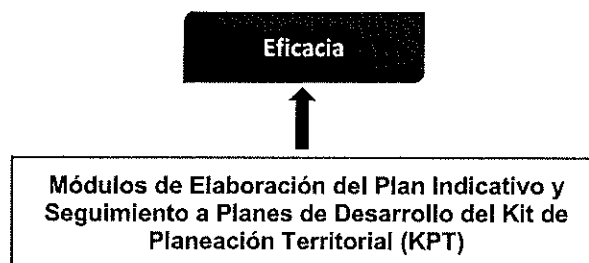 Eficacia
Módulos de Elaboración del Plan Indicativo y
Seguimiento a Planes de Desarrollo del Kit de
Planeación Territorial (KPT)